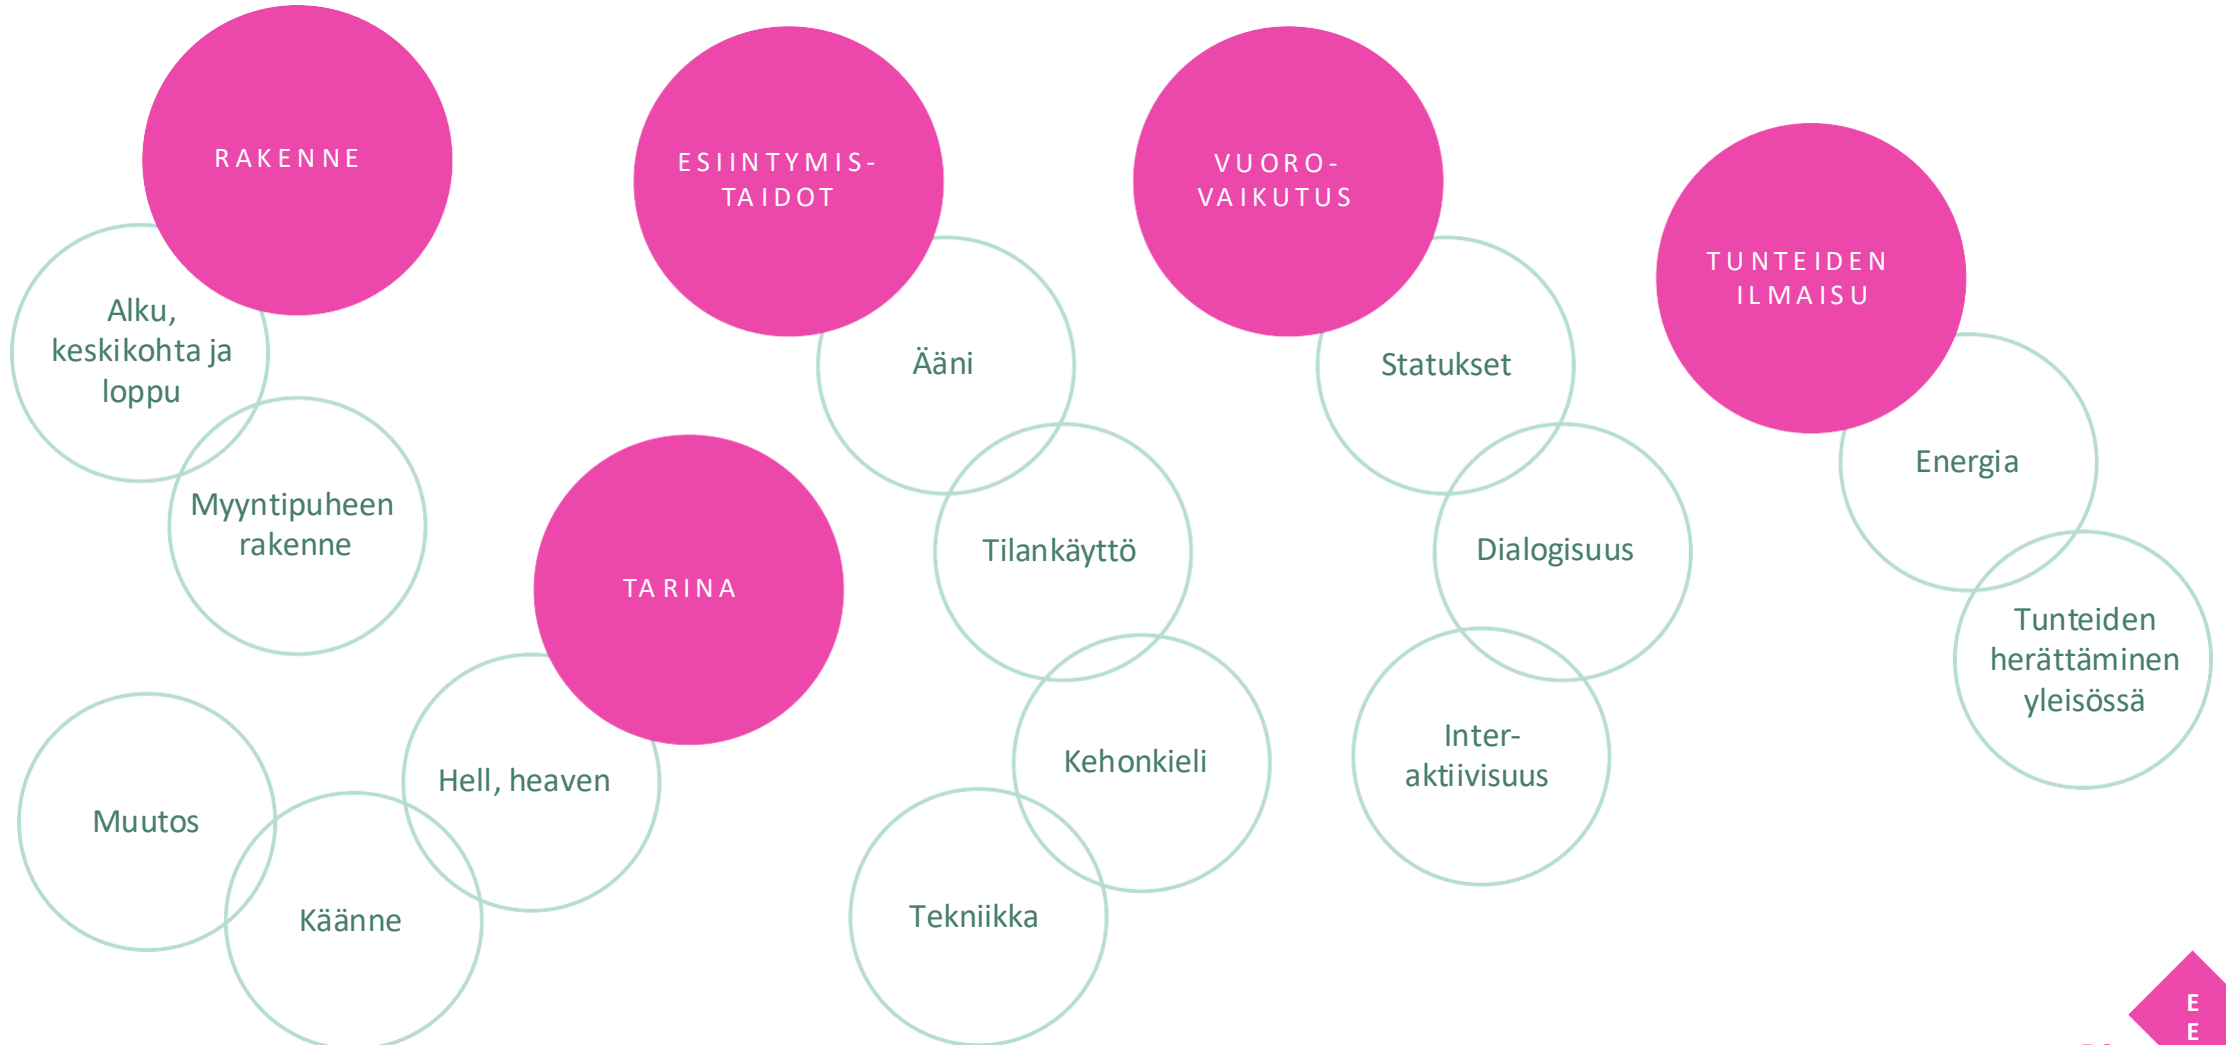 RAKENNE
Alku,
keskikohta ja
loppu
Myyntipuheen
rakenne
TARINA
Hell, heaven
Käänne
Muutos
ESIINTYMIS-
TAIDOT
Ääni
Tilankäyttö
Kehonkieli
Tekniikka
VUORO-
VAIKUTUS
Statukset
Dialogisuus
Inter-
aktiivisuus
TUNTEIDEN
ILMAISU
Energia
Tunteiden
herättäminen
yleisössä
E
E